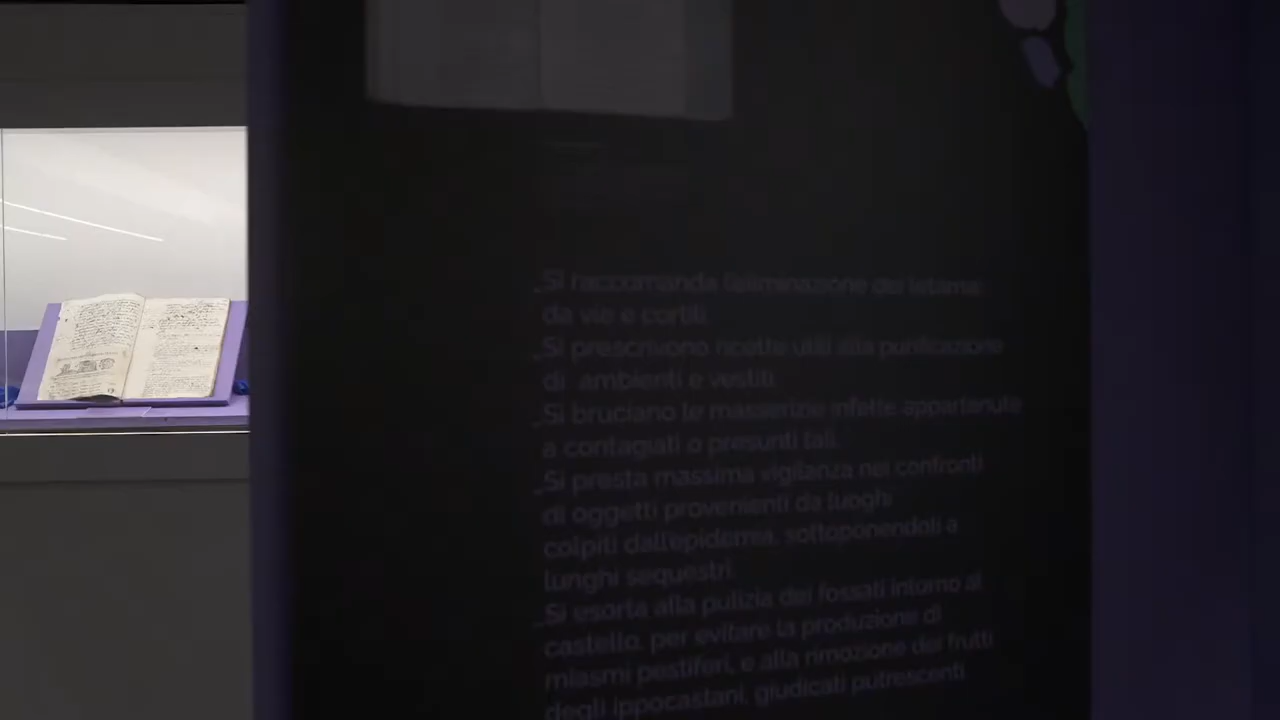 _Si raccomanda l'eliminazione del letame
da vie e cortili
_Si prescrivono ricette utili alla purificazione
di ambienti e vestiti
_Si bruciano le masserizie infette appartenute
a contagiati o presunti tali.
_Si presta massima vigilanza nei confronti
di oggetti provenienti da luoghi
colpiti dall'epidemia, sottoponendoli a
lunghi sequestri
_Si esorta alla pulizia dei fossati intorno al
castello, per evitare la produzione di
miasmi pestiferi, e alla rimozione dei frutti
degli ippocastani, giudicati putrescenti